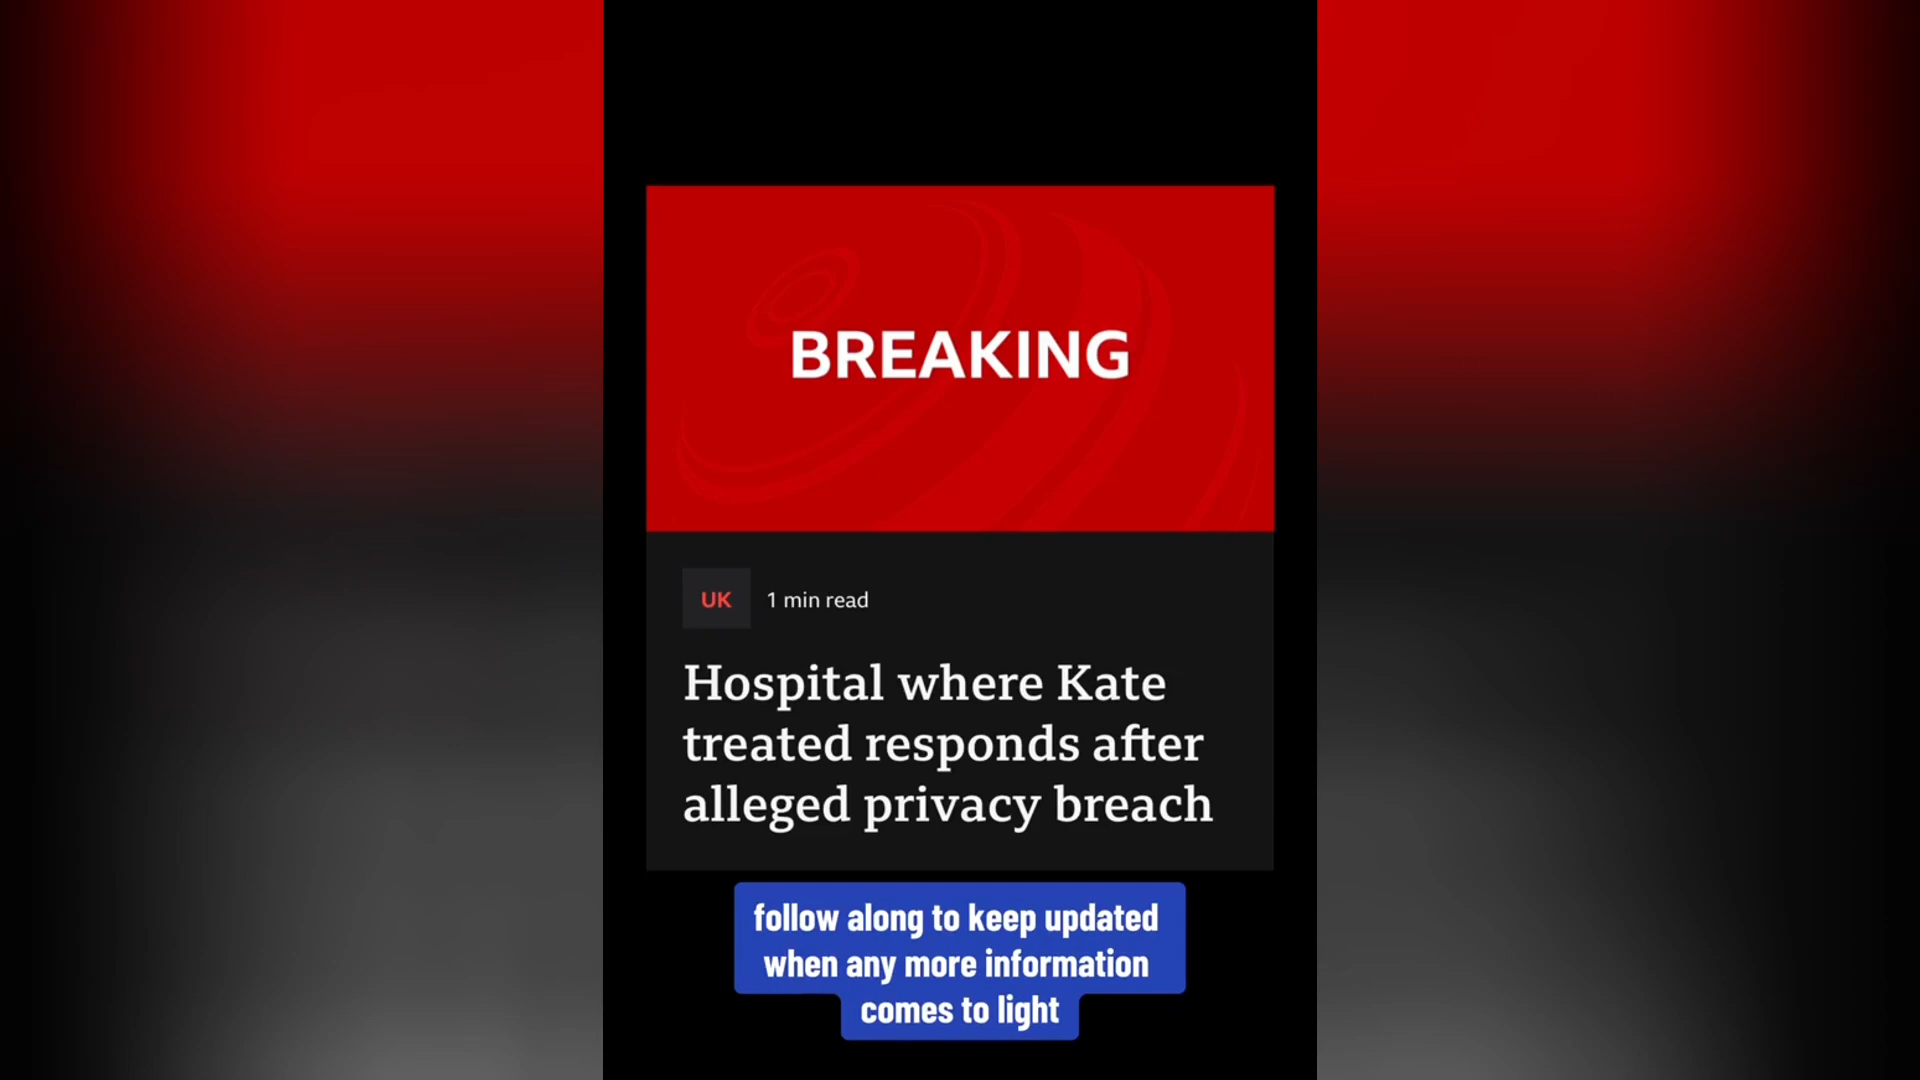 BREAKING
UK 1 min read
Hospital where Kate
treated responds after
alleged privacy breach
follow along to keep updated
when any more information
comes to light